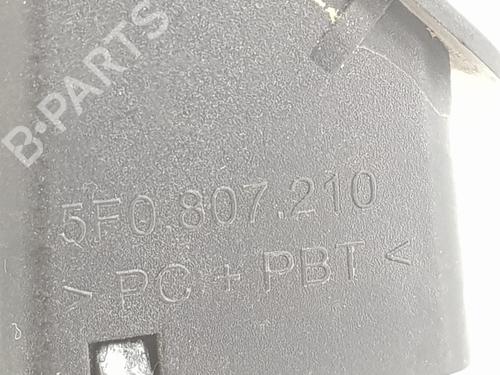 B·PARTS
5F0.807.210
> PC + PBT <